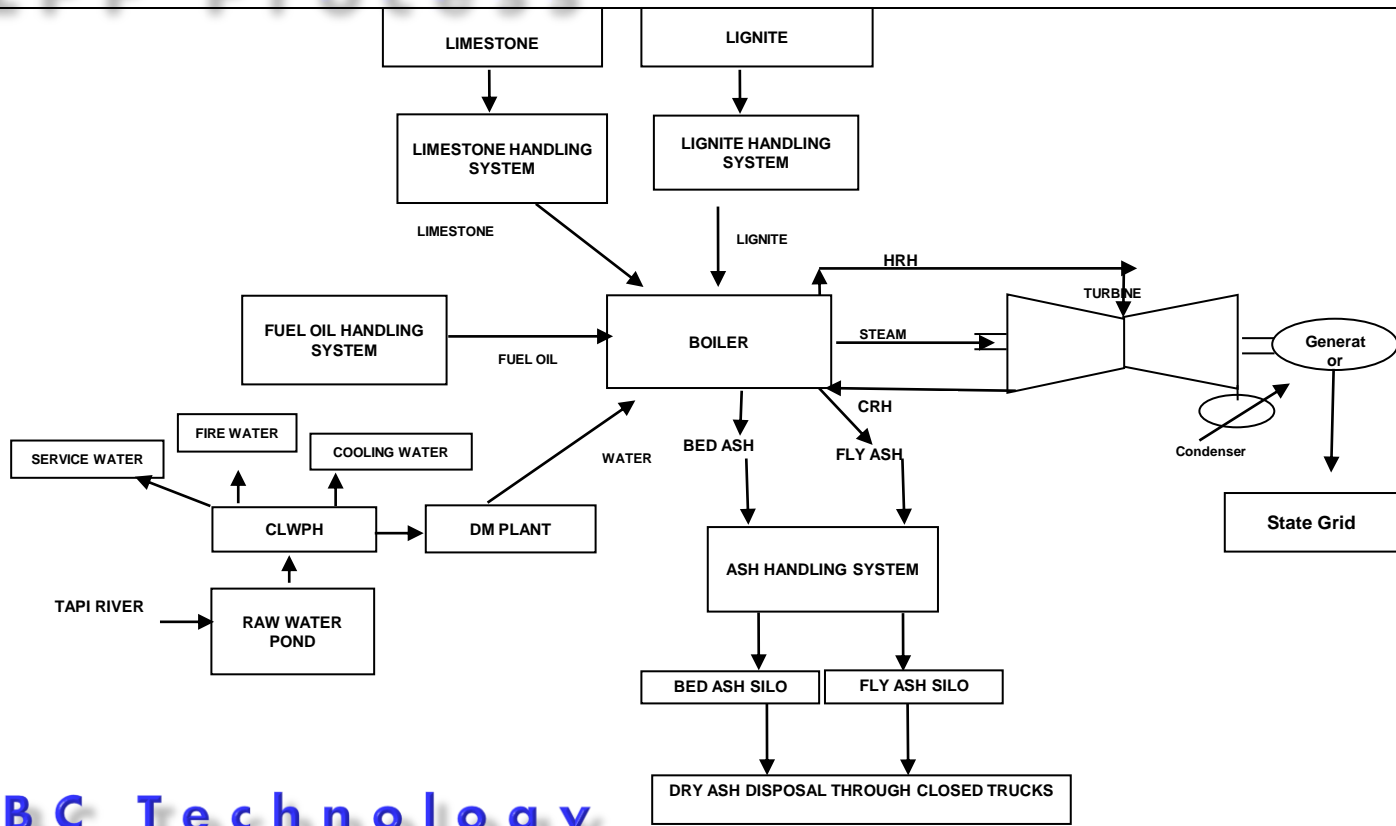 LPP Process
LIMESTONE
LIGNITE
LIMESTONE HANDLING
SYSTEM
LIGNITE HANDLING
SYSTEM
LIMESTONE
LIGNITE
HRH
TURBINE
FUEL OIL HANDLING
SYSTEM
FUEL OIL
BOILER
STEAM
Generat
or
CRH
Condenser
BED ASH
FLY ASH
SERVICE WATER
FIRE WATER
COOLING WATER
WATER
CLWPH
DM PLANT
State Grid
ASH HANDLING SYSTEM
TAPI RIVER
RAW WATER
POND
BED ASH SILO
FLY ASH SILO
DRY ASH DISPOSAL THROUGH CLOSED TRUCKS
BC Technology